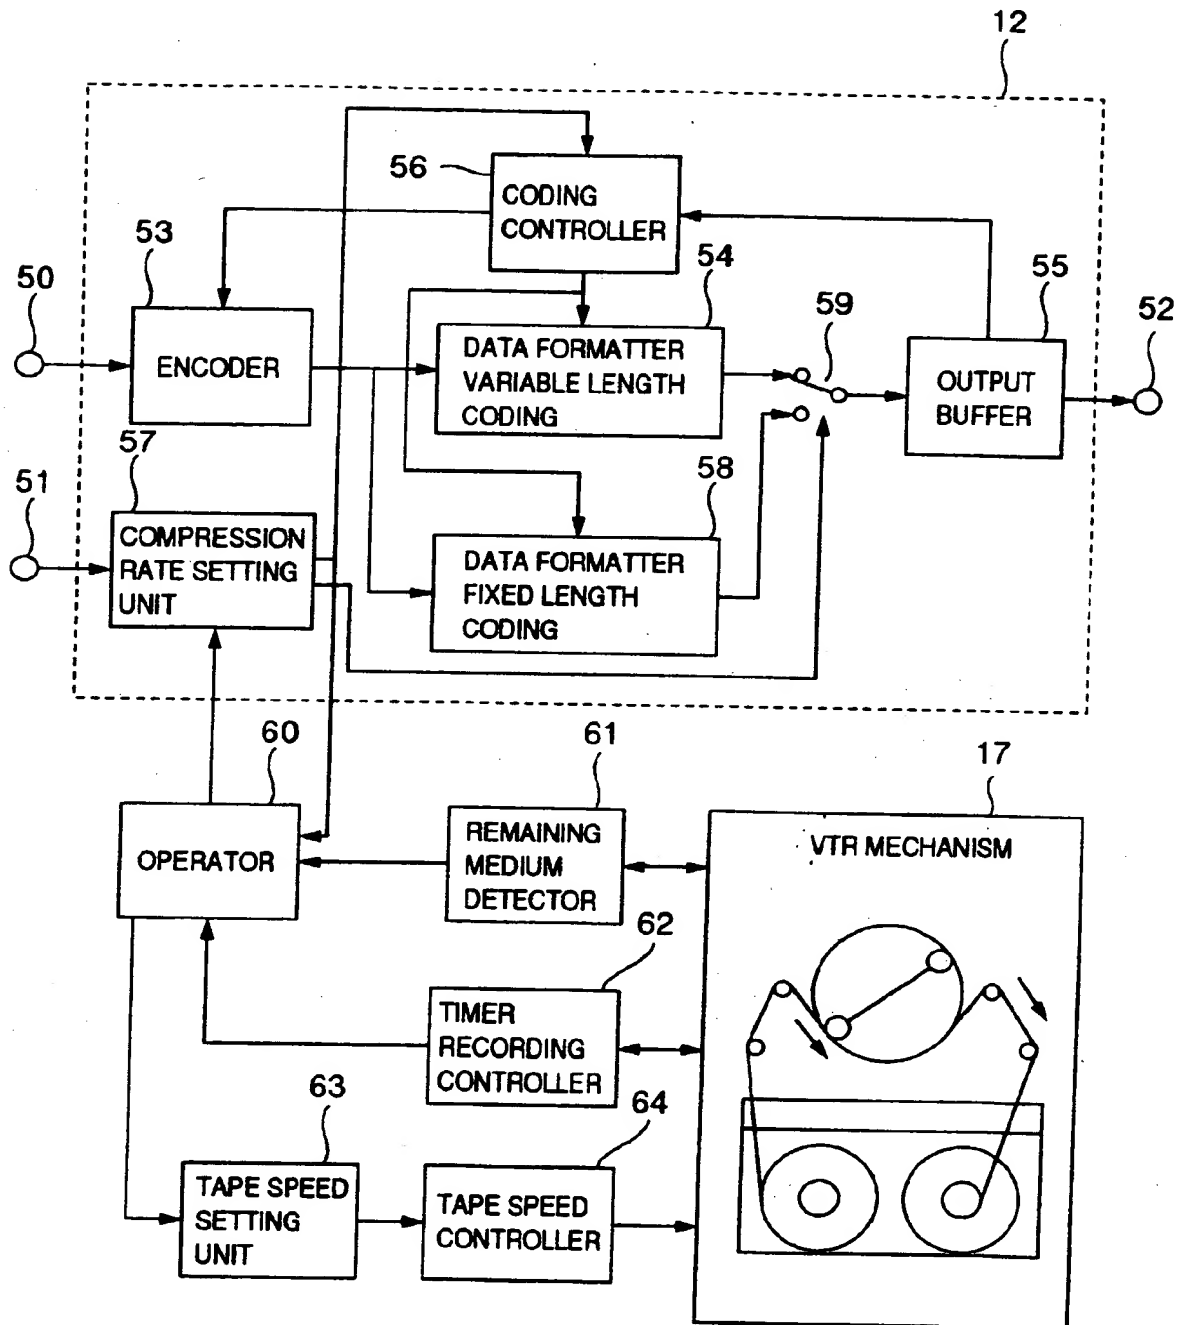 12
56
CODING
CONTROLLER
53
54
50
59
55
52
ENCODER
DATA FORMATTER
VARIABLE LENGTH
CODING
OUTPUT
BUFFER
57
51
58
COMPRESSION
RATE SETTING
UNIT
DATA FORMATTER
FIXED LENGTH
CODING
60
61
17
OPERATOR
REMAINING
MEDIUM
DETECTOR
VTR MECHANISM
62
TIMER
RECORDING
CONTROLLER
63
64
TAPE SPEED
SETTING
UNIT
TAPE SPEED
CONTROLLER